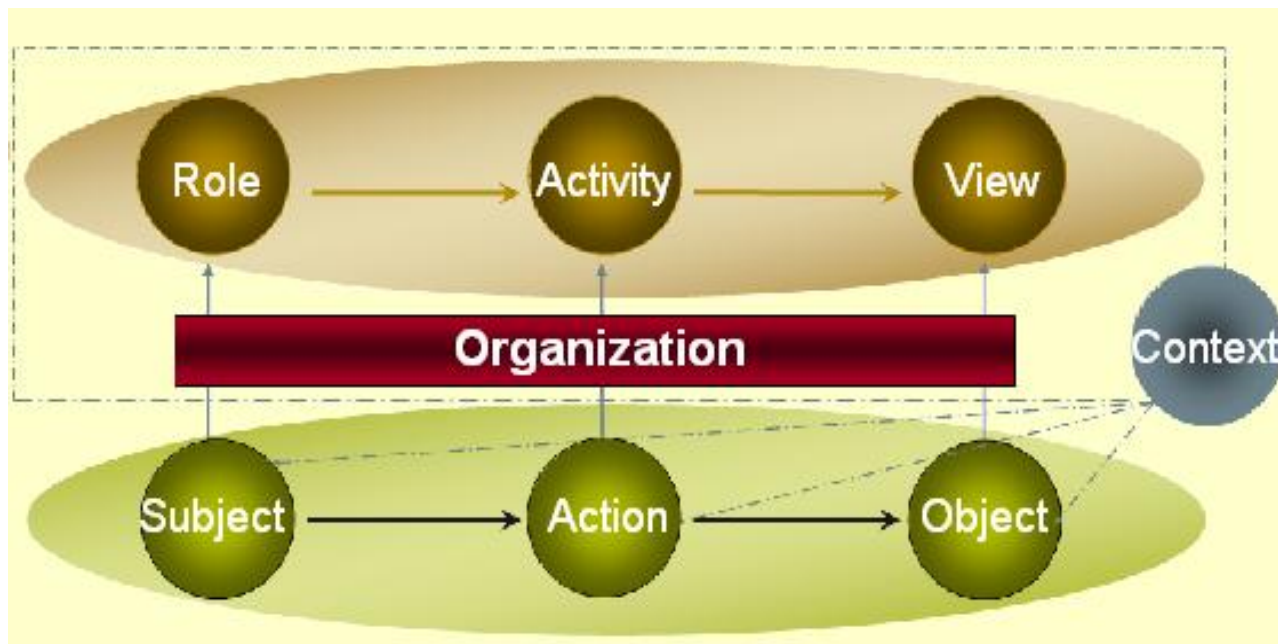 Role
Activity
View
Organization
Context
Subject
Action
Object